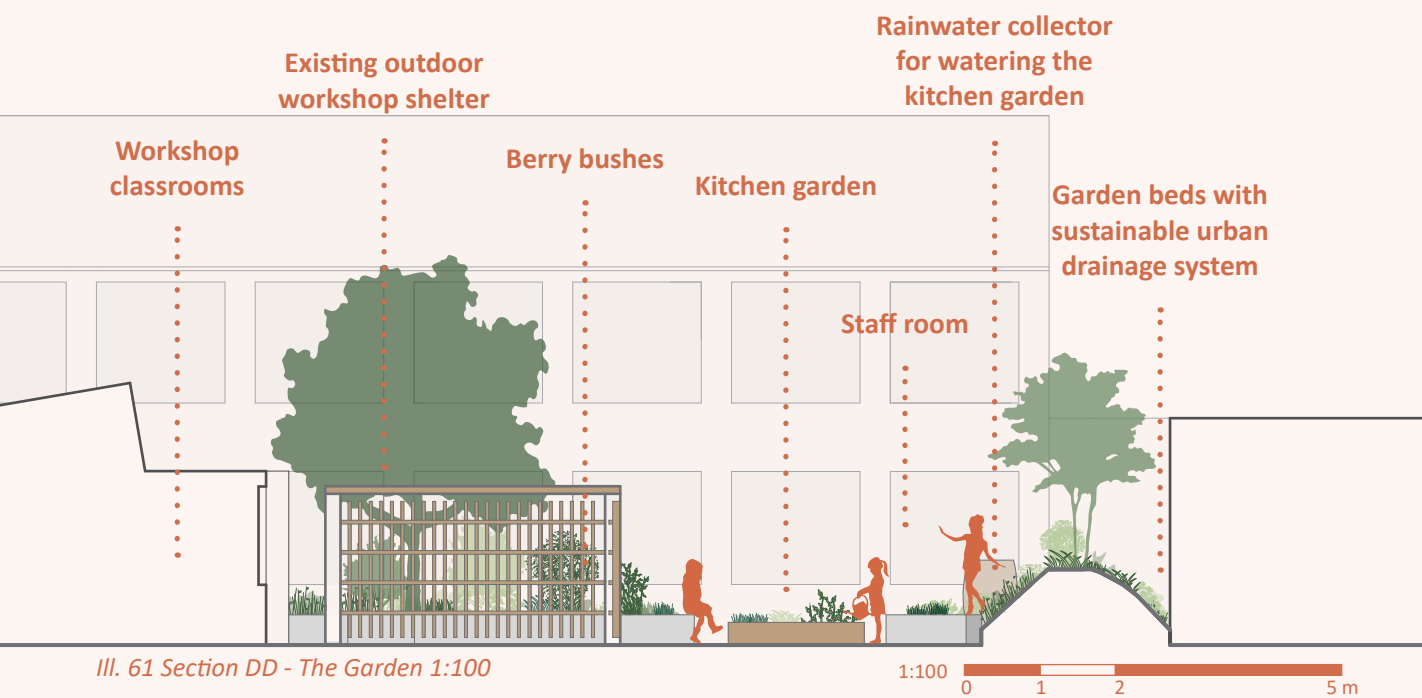 Rainwater collector
for watering the
kitchen garden
Existing outdoor
workshop shelter
Workshop
classrooms
Berry bushes
Kitchen garden
Garden beds with
sustainable urban
drainage system
Staff room
Ill. 61 Section DD - The Garden 1:100
1:100
0 1 2 5 m